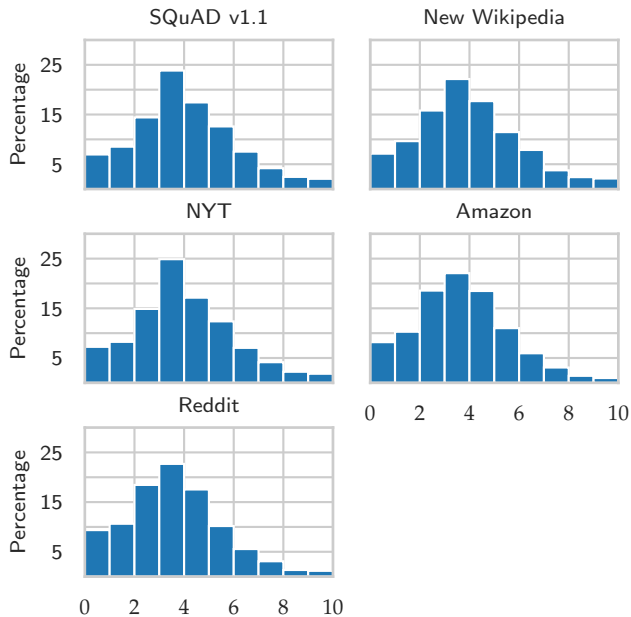 SQuAD v1.1
New Wikipedia
Percentage
25
15
5
NYT
Amazon
Percentage
25
15
5
0 2 4 6 8 10
Reddit
Percentage
25
15
5
0 2 4 6 8 10